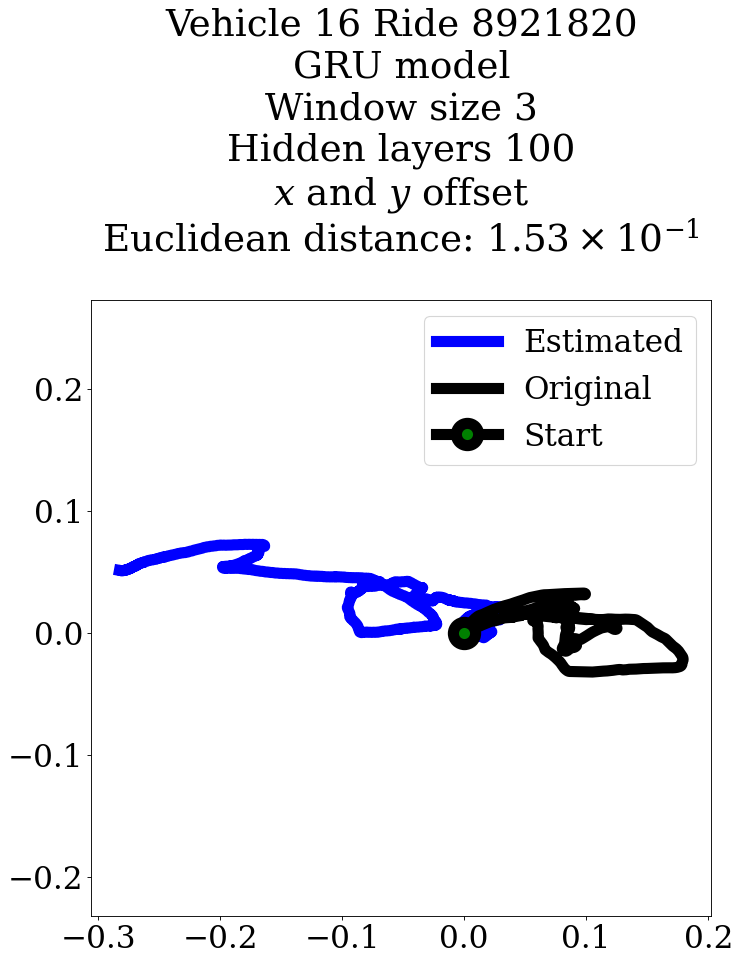 Vehicle 16 Ride 8921820
GRU model
Window size 3
Hidden layers 100
x and y offset
Euclidean distance: 1.53 × 10⁻¹
Estimated
Original
Start
0.2
0.1
0.0
−0.1
−0.2
−0.3 −0.2 −0.1 0.0 0.1 0.2